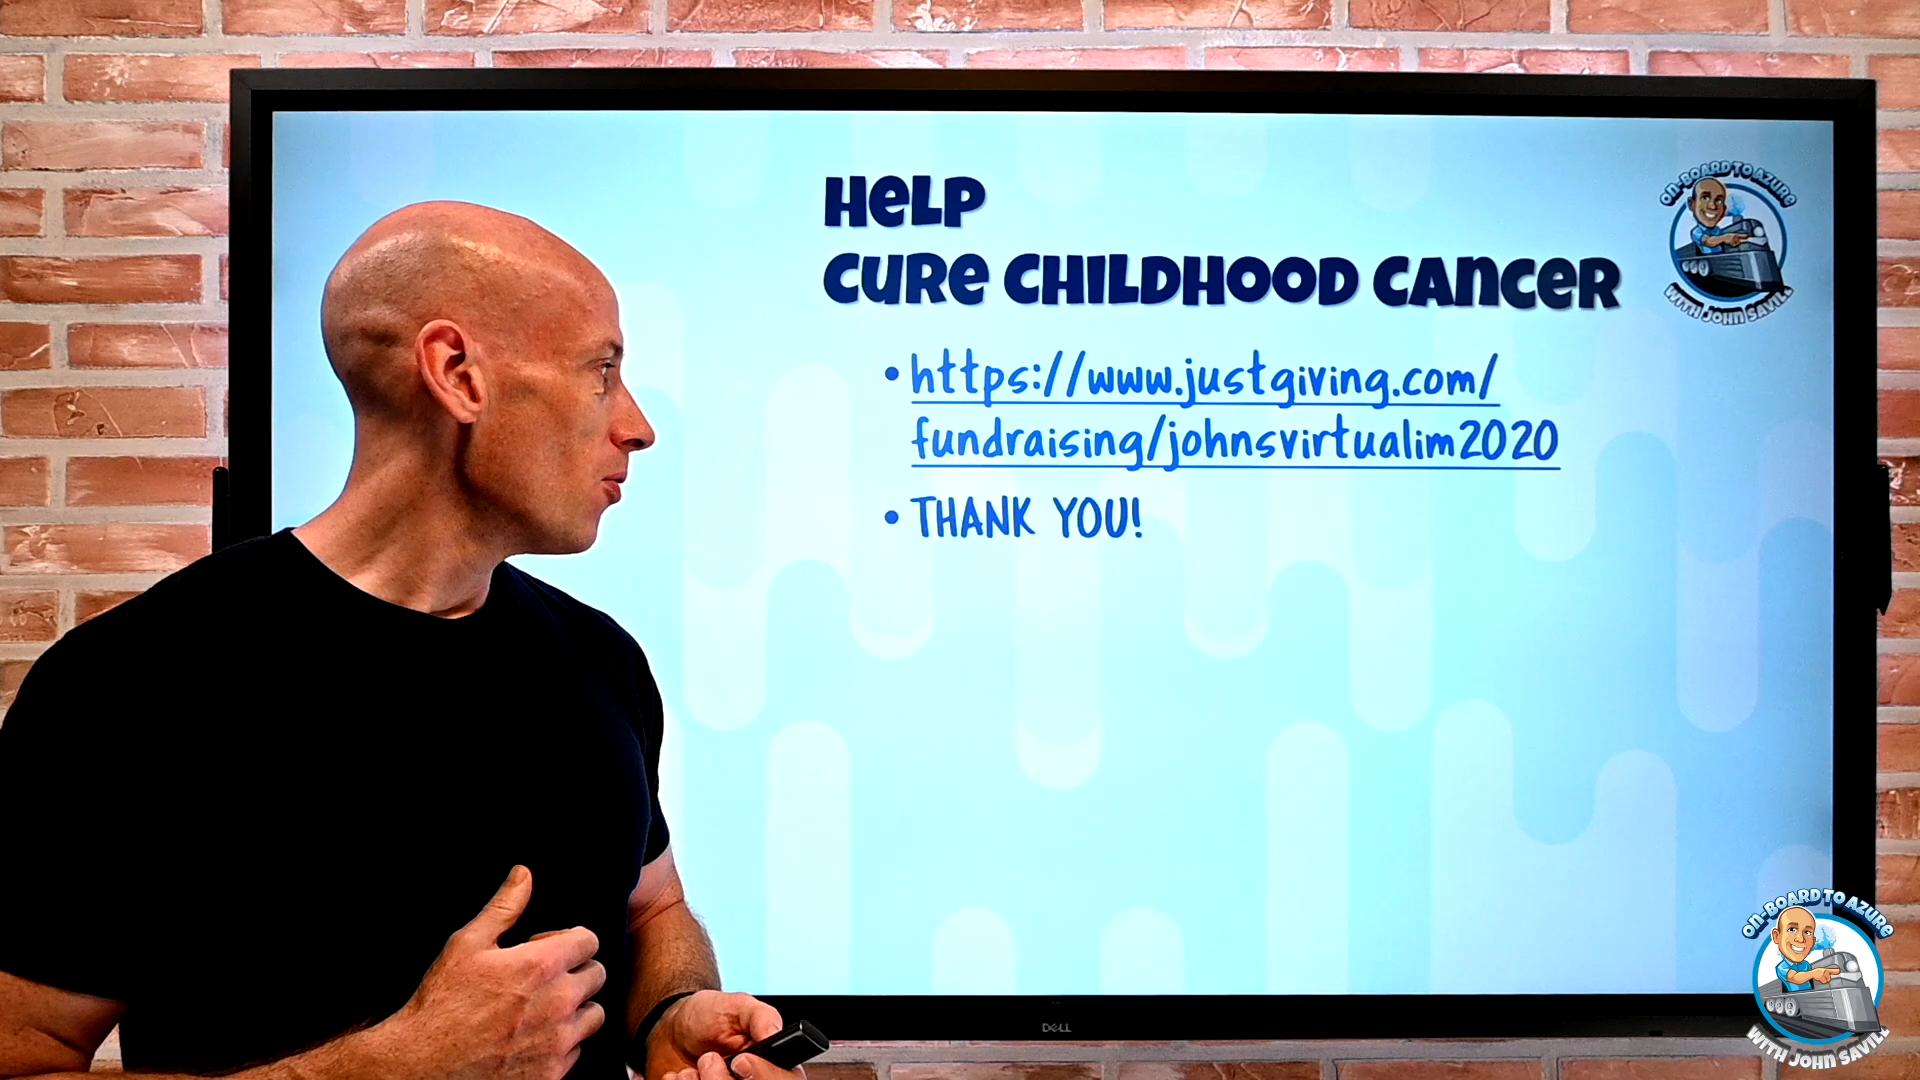 HELP
CURE CHILDHOOD CANCER
• https://www.justgiving.com/
fundraising/johnsvirtualim2020
• THANK YOU!
ON-BOARD TO AZURE
WITH JOHN SAVILL
DELL
ON-BOARD TO AZURE
WITH JOHN SAVILL